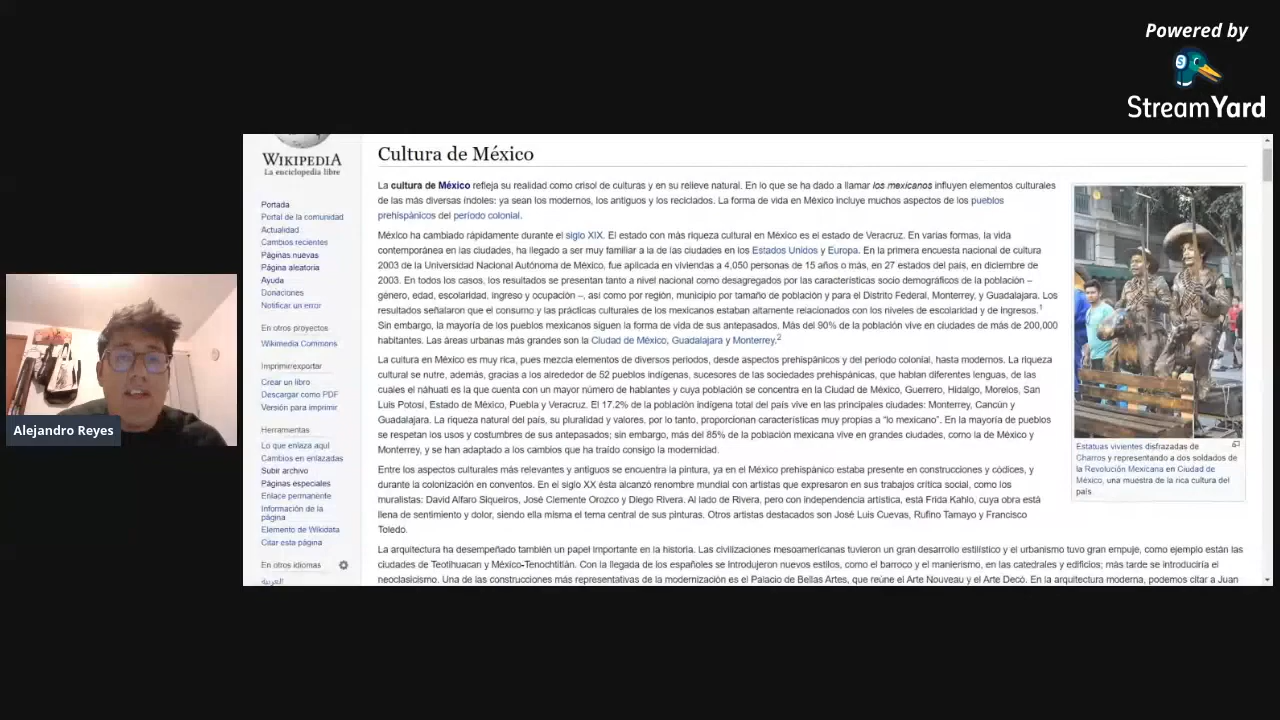 Powered by
StreamYard
WIKIPEDIA
La enciclopedia libre
Portada
Portal de la comunidad
Actualidad
Cambios recientes
Páginas nuevas
Página aleatoria
Ayuda
Donaciones
Notificar un error
En otros proyectos
Wikimedia Commons
Imprimir/exportar
Crear un libro
Descargar como PDF
Versión para imprimir
Herramientas
Lo que enlaza aquí
Cambios en enlazadas
Subir archivo
Páginas especiales
Enlace permanente
Información de la
página
Elemento de Wikidata
Citar esta página
En otros idiomas
العربية
Cultura de México
La cultura de México refleja su realidad como crisol de culturas y en su relieve natural. En lo que se ha dado a llamar los mexicanos influyen elementos culturales
de las más diversas índoles: ya sean los modernos, los antiguos y los reciclados. La forma de vida en México incluye muchos aspectos de los pueblos
prehispánicos del período colonial.
México ha cambiado rápidamente durante el siglo XIX. El estado con más riqueza cultural en México es el estado de Veracruz. En varias formas, la vida
contemporánea en las ciudades, ha llegado a ser muy familiar a la de las ciudades en los Estados Unidos y Europa. En la primera encuesta nacional de cultura
2003 de la Universidad Nacional Autónoma de México, fue aplicada en viviendas a 4,050 personas de 15 años o más, en 27 estados del país, en diciembre de
2003. En todos los casos, los resultados se presentan tanto a nivel nacional como desagregados por las características socio demográficos de la población –
género, edad, escolaridad, ingreso y ocupación –, así como por región, municipio por tamaño de población y para el Distrito Federal, Monterrey, y Guadalajara. Los
resultados señalaron que el consumo y las prácticas culturales de los mexicanos estaban altamente relacionados con los niveles de escolaridad y de ingresos.1
Sin embargo, la mayoría de los pueblos mexicanos siguen la forma de vida de sus antepasados. Más del 90% de la población vive en ciudades de más de 200,000
habitantes. Las áreas urbanas más grandes son la Ciudad de México, Guadalajara y Monterrey.2
La cultura en México es muy rica, pues mezcla elementos de diversos periodos, desde aspectos prehispánicos y del periodo colonial, hasta modernos. La riqueza
cultural se nutre, además, gracias a los alrededor de 52 pueblos indígenas, sucesores de las sociedades prehispánicas, que hablan diferentes lenguas, de las
cuales el náhuatl es la que cuenta con un mayor número de hablantes y cuya población se concentra en la Ciudad de México, Guerrero, Hidalgo, Morelos, San
Luis Potosí, Estado de México, Puebla y Veracruz. El 17.2% de la población indígena total del país vive en las principales ciudades: Monterrey, Cancún y
Guadalajara. La riqueza natural del país, su pluralidad y valores, por lo tanto, proporcionan características muy propias a “lo mexicano”. En la mayoría de pueblos
se respetan los usos y costumbres de sus antepasados; sin embargo, más del 85% de la población mexicana vive en grandes ciudades, como la de México y
Monterrey, y se han adaptado a los cambios que ha traído consigo la modernidad.
Entre los aspectos culturales más relevantes y antiguos se encuentra la pintura, ya en el México prehispánico estaba presente en construcciones y códices, y
durante la colonización en conventos. En el siglo XX ésta alcanzó renombre mundial con artistas que expresaron en sus trabajos crítica social, como los
muralistas: David Alfaro Siqueiros, José Clemente Orozco y Diego Rivera. Al lado de Rivera, pero con independencia artística, está Frida Kahlo, cuya obra está
llena de sentimiento y dolor, siendo ella misma el tema central de sus pinturas. Otros artistas destacados son José Luis Cuevas, Rufino Tamayo y Francisco
Toledo.
La arquitectura ha desempeñado también un papel importante en la historia. Las civilizaciones mesoamericanas tuvieron un gran desarrollo estilístico y el urbanismo tuvo gran empuje, como ejemplo están las
ciudades de Teotihuacan y México-Tenochtitlán. Con la llegada de los españoles se introdujeron nuevos estilos, como el barroco y el manierismo, en las catedrales y edificios; más tarde se introduciría el
neoclasicismo. Una de las construcciones más representativas de la modernización es el Palacio de Bellas Artes, que reúne el Arte Nouveau y el Arte Decó. En la arquitectura moderna, podemos citar a Juan
Estatuas vivientes disfrazadas de
Charros y representando a dos soldados de
la Revolución Mexicana en Ciudad de
México, una muestra de la rica cultura del
país
Alejandro Reyes